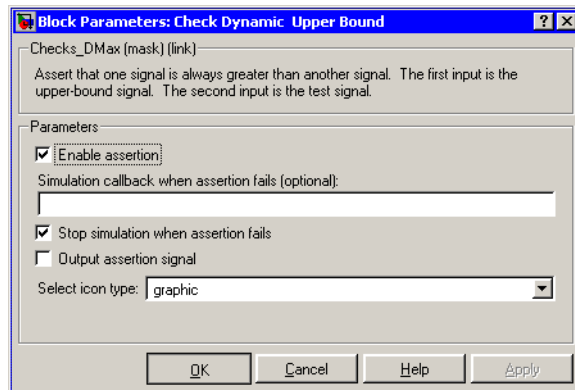 Block Parameters: Check Dynamic Upper Bound
Checks_DMax (mask) (link)
Assert that one signal is always greater than another signal. The first input is the
upper-bound signal. The second input is the test signal.
Parameters
Enable assertion
Simulation callback when assertion fails (optional):
Stop simulation when assertion fails
Output assertion signal
Select icon type: graphic
OK Cancel Help Apply